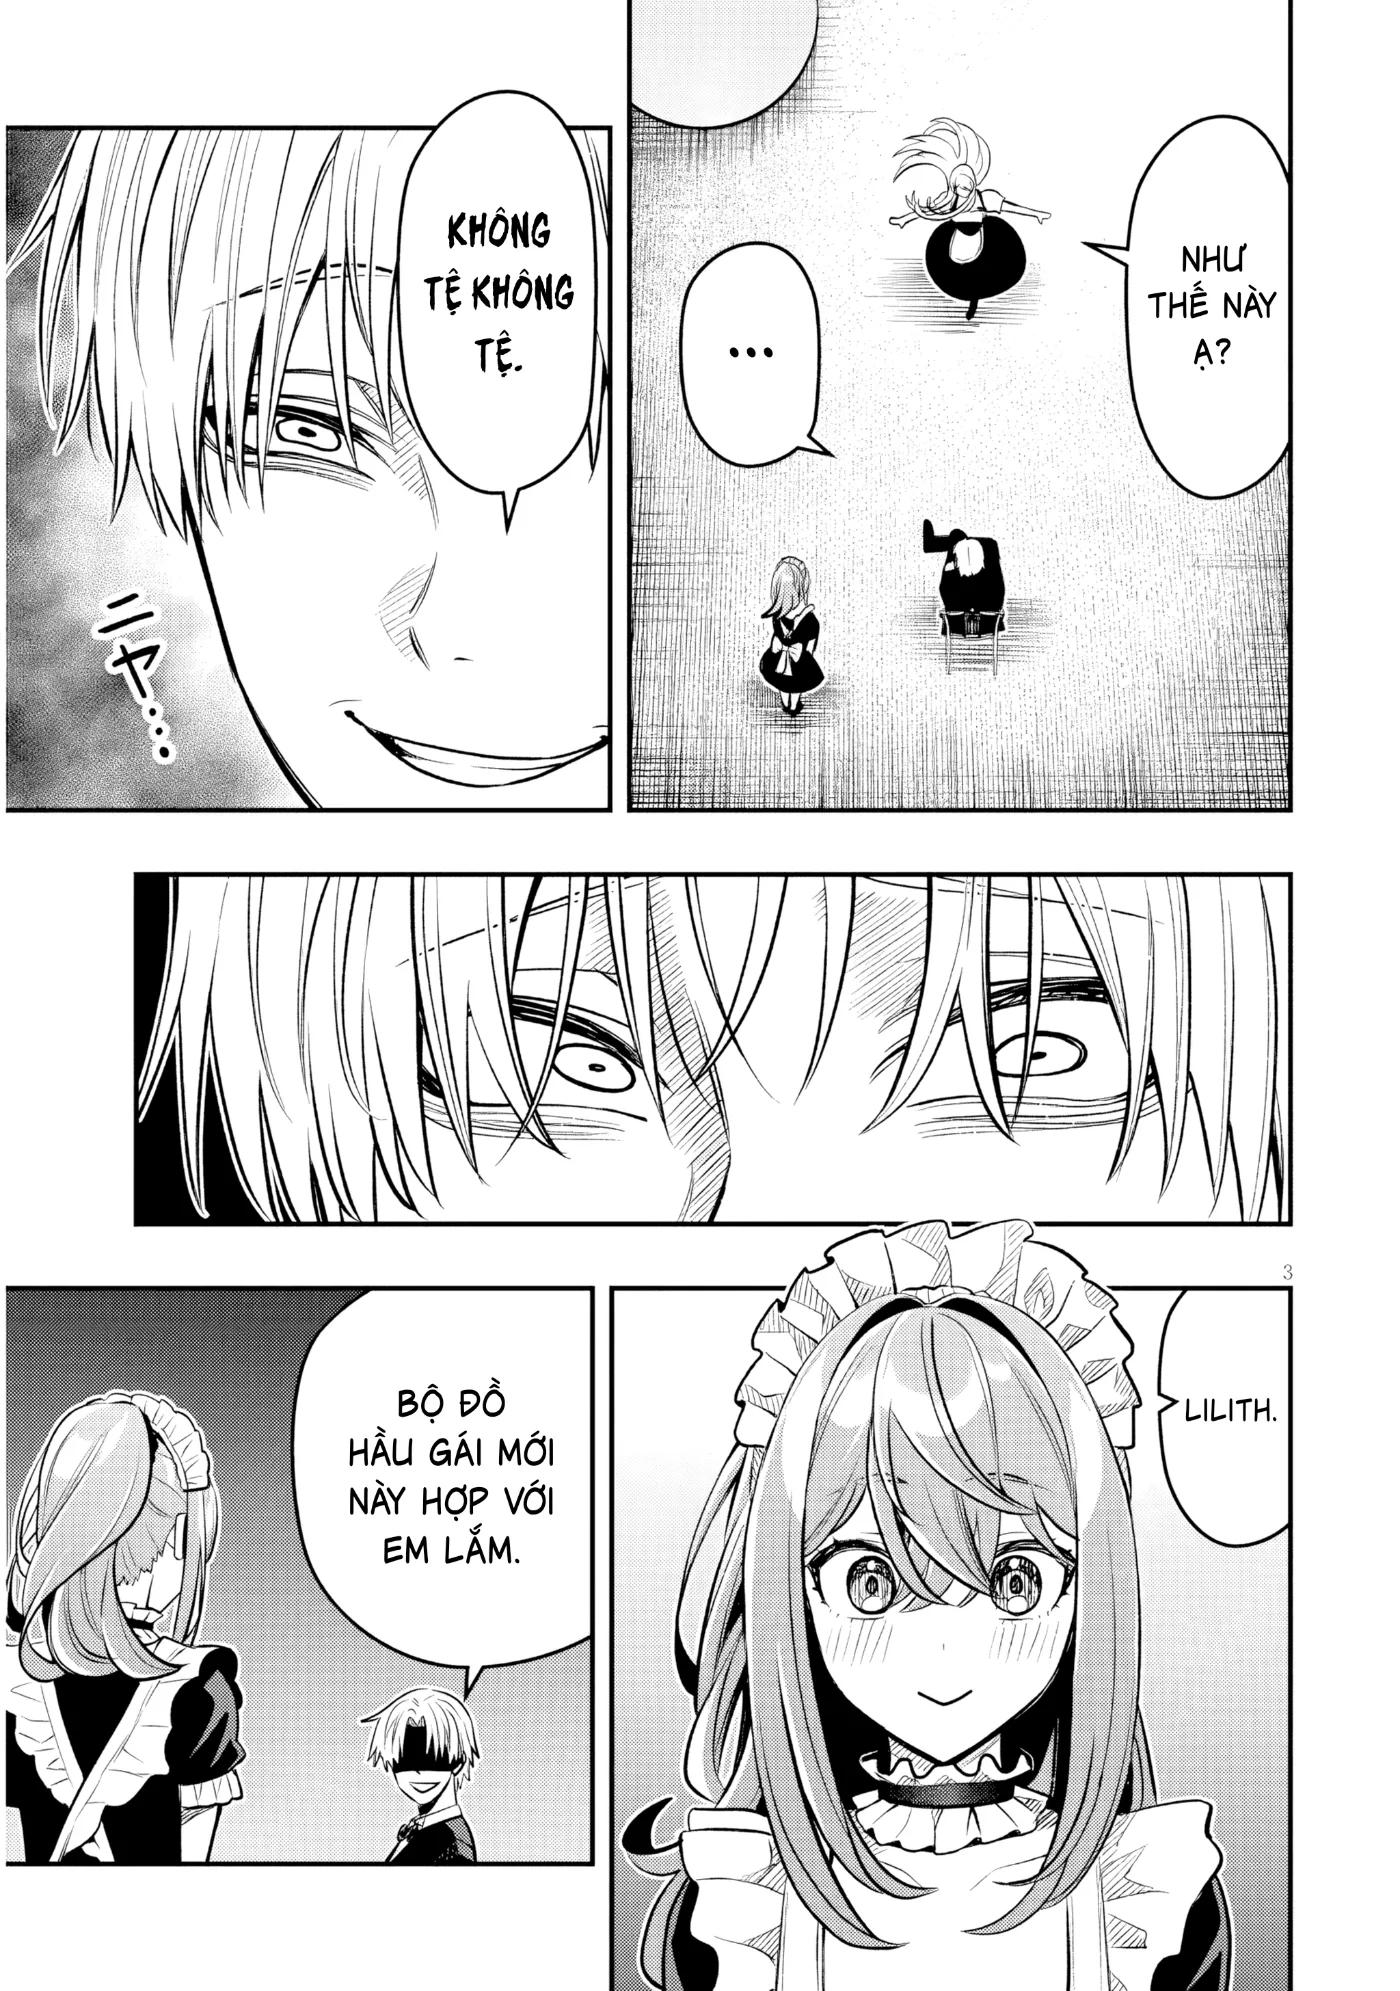 NHƯ
THẾ NÀY
Ạ?
...
KHÔNG
TỆ KHÔNG
TỆ.
ニヤ...
3
LILITH.
BỘ ĐỒ
HẦU GÁI MỚI
NÀY HỢP VỚI
EM LẮM.